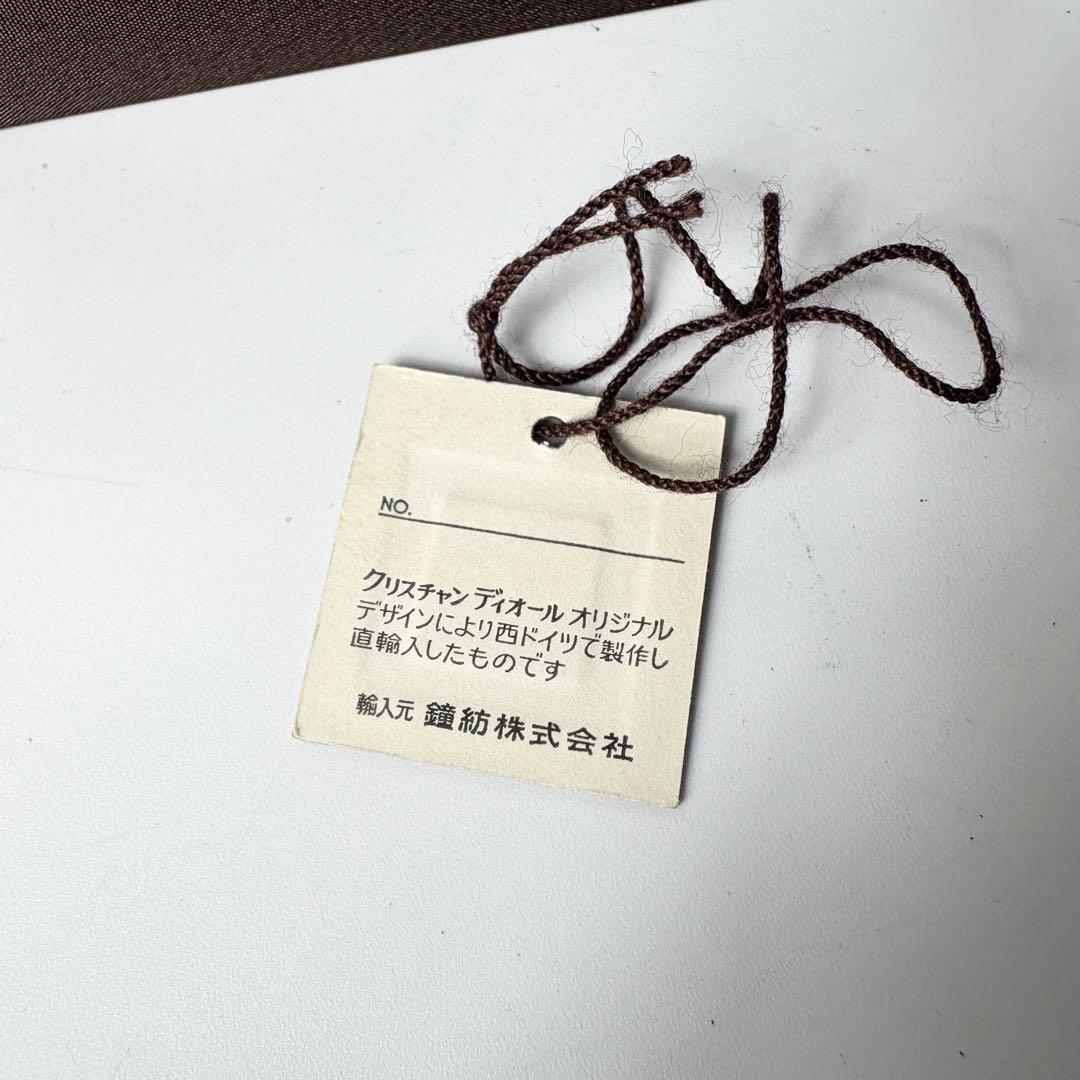 NO.
クリスチャン ディオール オリジナル
デザインにより西ドイツで製作し
直輸入したものです
輸入元 鐘紡株式会社